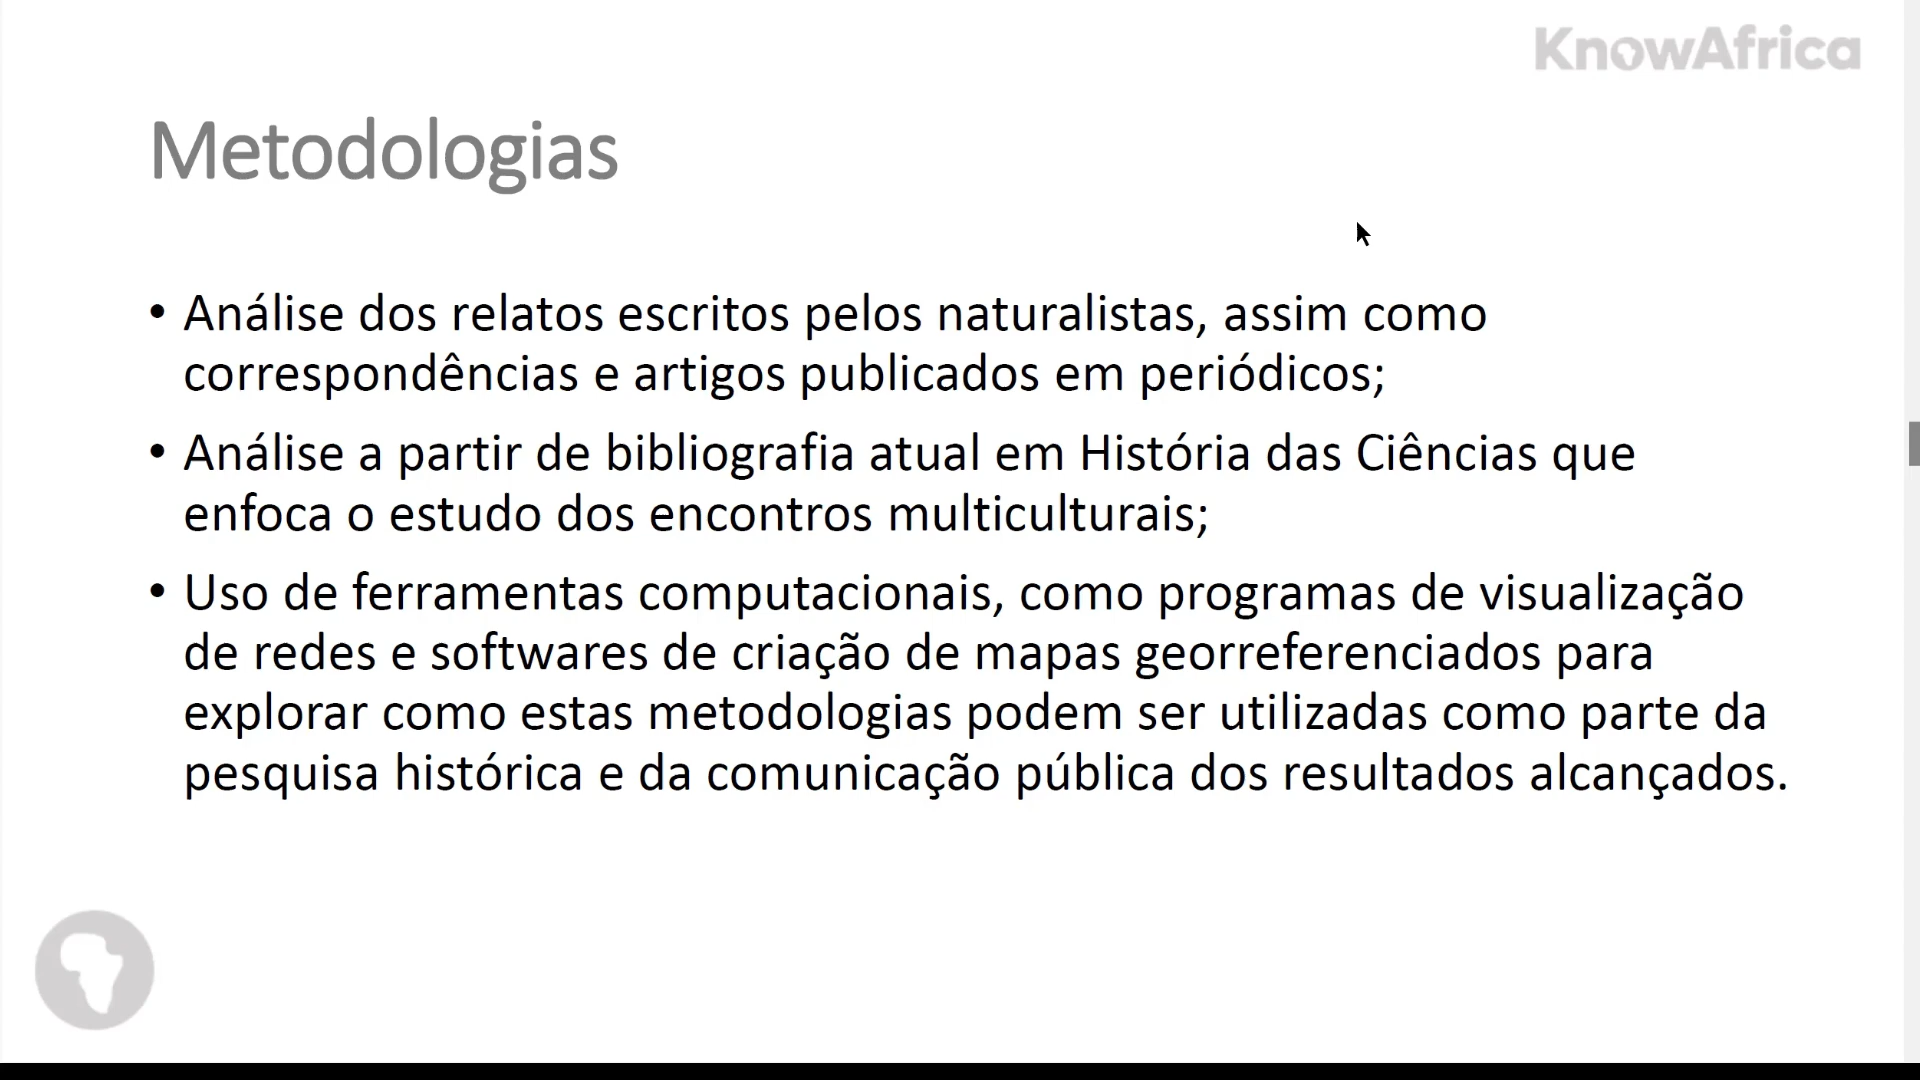 KnowAfrica
Metodologias
• Análise dos relatos escritos pelos naturalistas, assim como
correspondências e artigos publicados em periódicos;
• Análise a partir de bibliografia atual em História das Ciências que
enfoca o estudo dos encontros multiculturais;
• Uso de ferramentas computacionais, como programas de visualização
de redes e softwares de criação de mapas georreferenciados para
explorar como estas metodologias podem ser utilizadas como parte da
pesquisa histórica e da comunicação pública dos resultados alcançados.